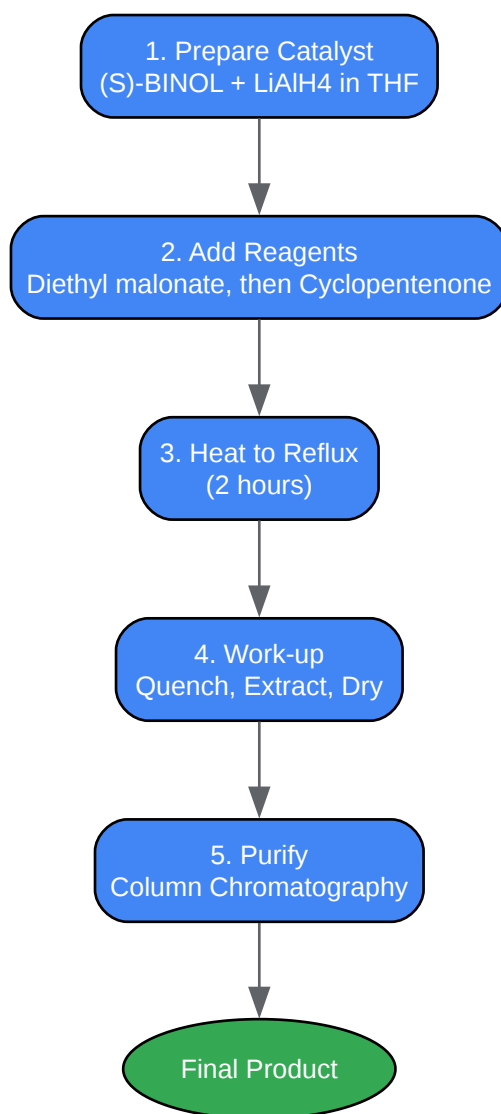 1. Prepare Catalyst
(S)-BINOL + LiAlH4 in THF
2. Add Reagents
Diethyl malonate, then Cyclopentenone
3. Heat to Reflux
(2 hours)
4. Work-up
Quench, Extract, Dry
5. Purify
Column Chromatography
Final Product